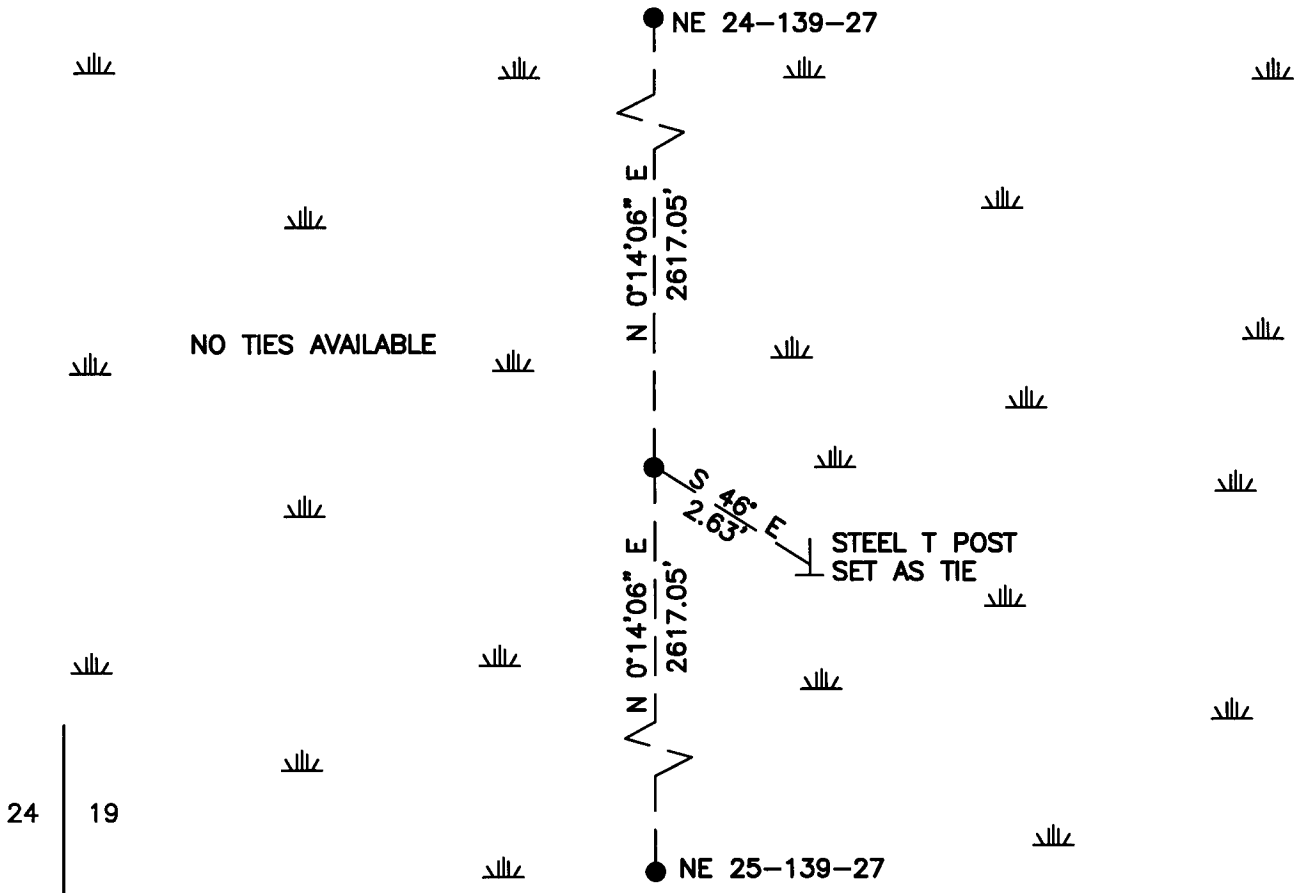 NE 24-139-27
N 0°14'06" E
2617.05'
NO TIES AVAILABLE
S 46° E
2.63'
STEEL T POST
SET AS TIE
N 0°14'06" E
2617.05'
24 19
NE 25-139-27